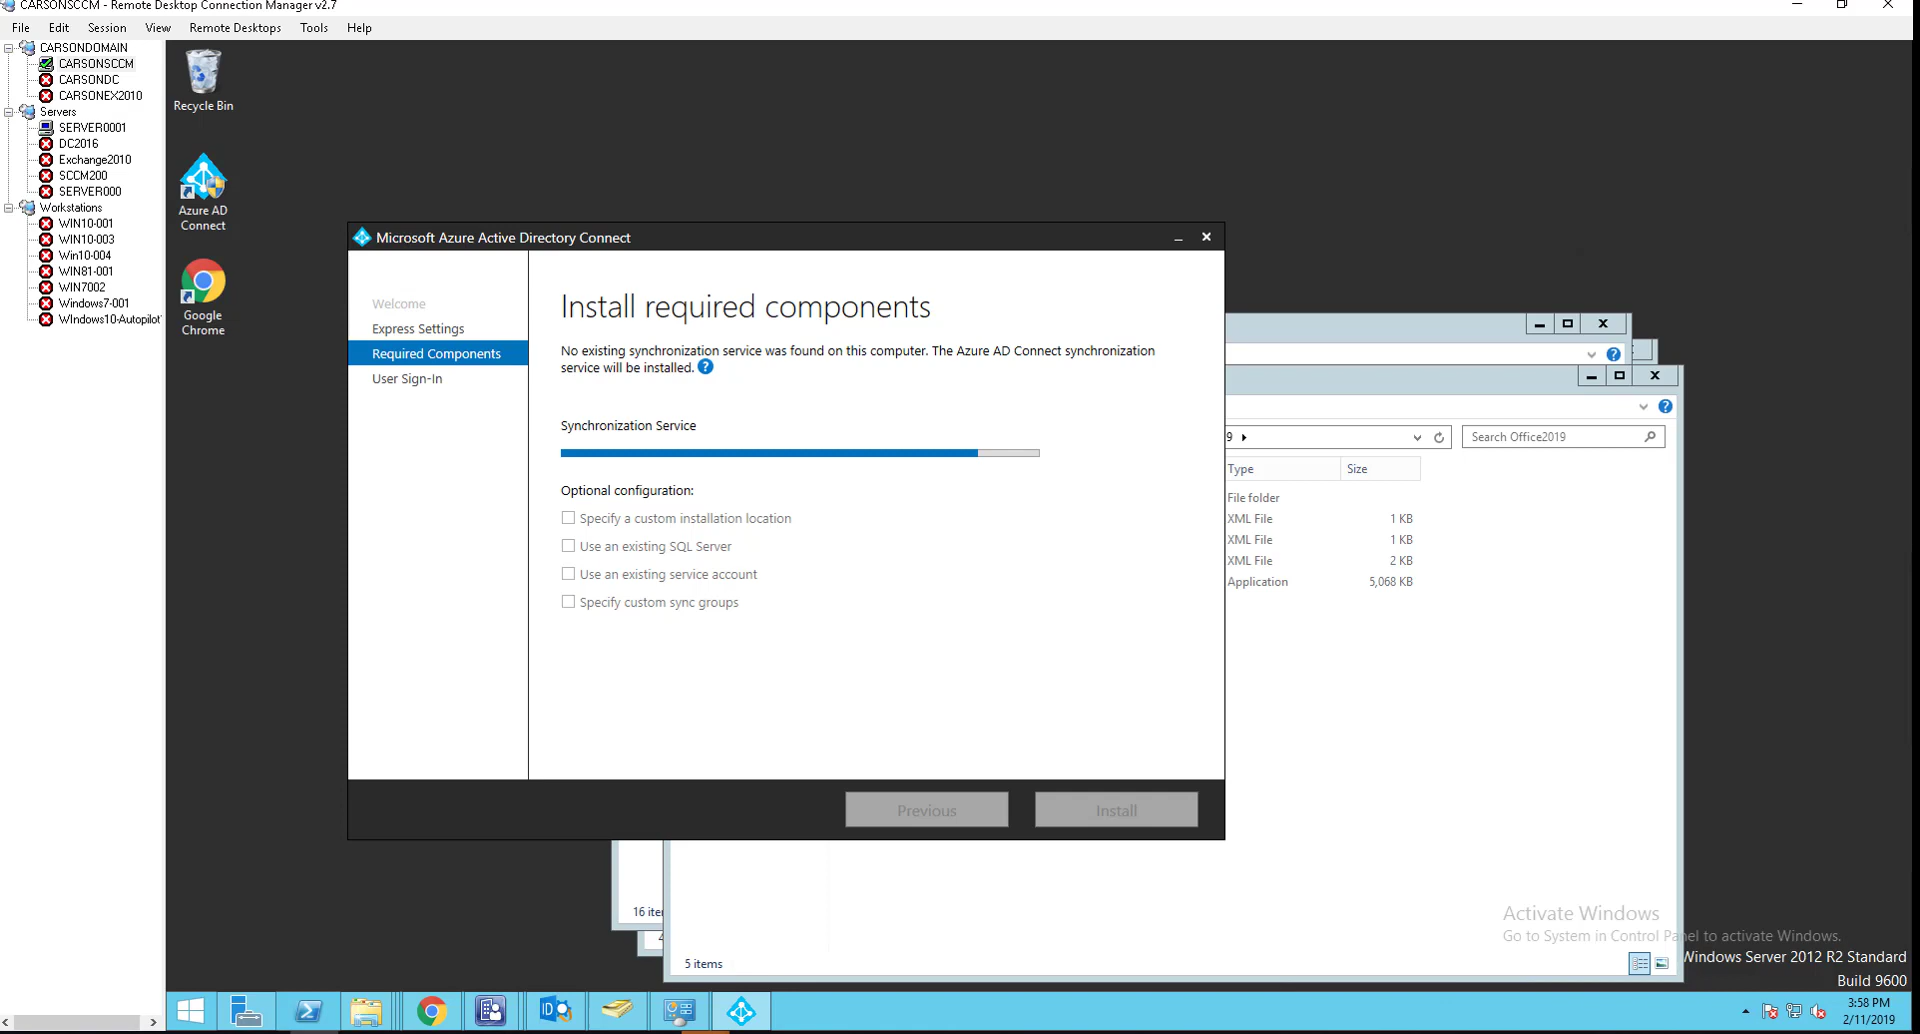 CARSONSCCM - Remote Desktop Connection Manager v2.7
File Edit Session View Remote Desktops Tools Help
CARSONDOMAIN
CARSONSCCM
CARSONDC
CARSONEX2010
Servers
SERVER0001
DC2016
Exchange2010
SCCM200
SERVER000
Workstations
WIN10-001
WIN10-003
Win10-004
WIN81-001
WIN7002
Windows7-001
WIndows10-Autopilot
Recycle Bin
Azure AD
Connect
Google
Chrome
Microsoft Azure Active Directory Connect
Welcome
Express Settings
Required Components
User Sign-In
Install required components
No existing synchronization service was found on this computer. The Azure AD Connect synchronization
service will be installed. ?
Synchronization Service
Optional configuration:
Specify a custom installation location
Use an existing SQL Server
Use an existing service account
Specify custom sync groups
Previous Install
9 Search Office2019
Type Size
File folder
XML File 1 KB
XML File 1 KB
XML File 2 KB
Application 5,068 KB
16 ite
4
5 items
Activate Windows
Go to System in Control Panel to activate Windows.
Windows Server 2012 R2 Standard
Build 9600
3:58 PM
2/11/2019